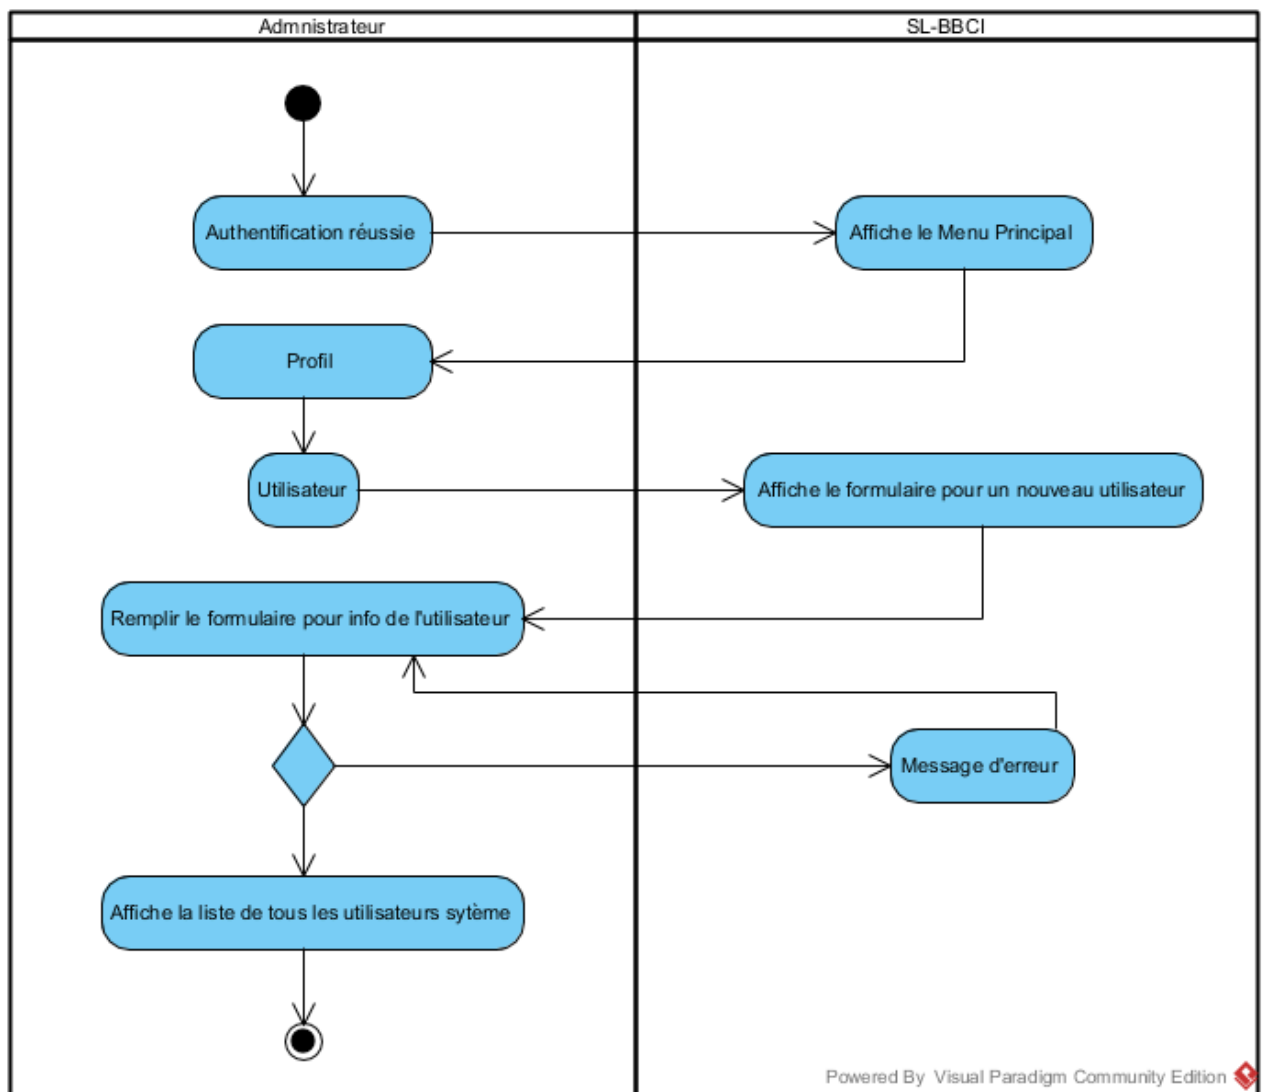 Admnistrateur
SL-BBCI
Authentification réussie
Affiche le Menu Principal
Profil
Utilisateur
Affiche le formulaire pour un nouveau utilisateur
Remplir le formulaire pour info de l'utilisateur
Message d'erreur
Affiche la liste de tous les utilisateurs sytème
Powered By Visual Paradigm Community Edition